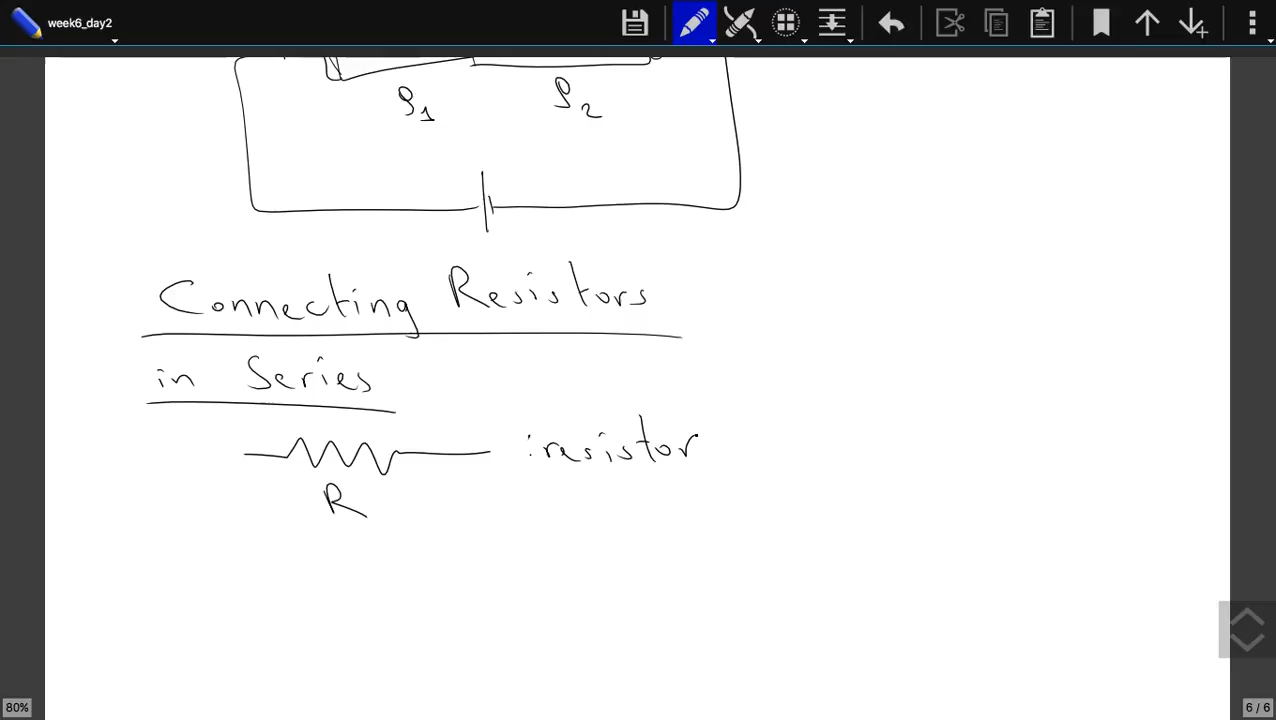 week6_day2
ρ1 ρ2
Connecting Resistors
in Series
: resistor
R
80%
6 / 6